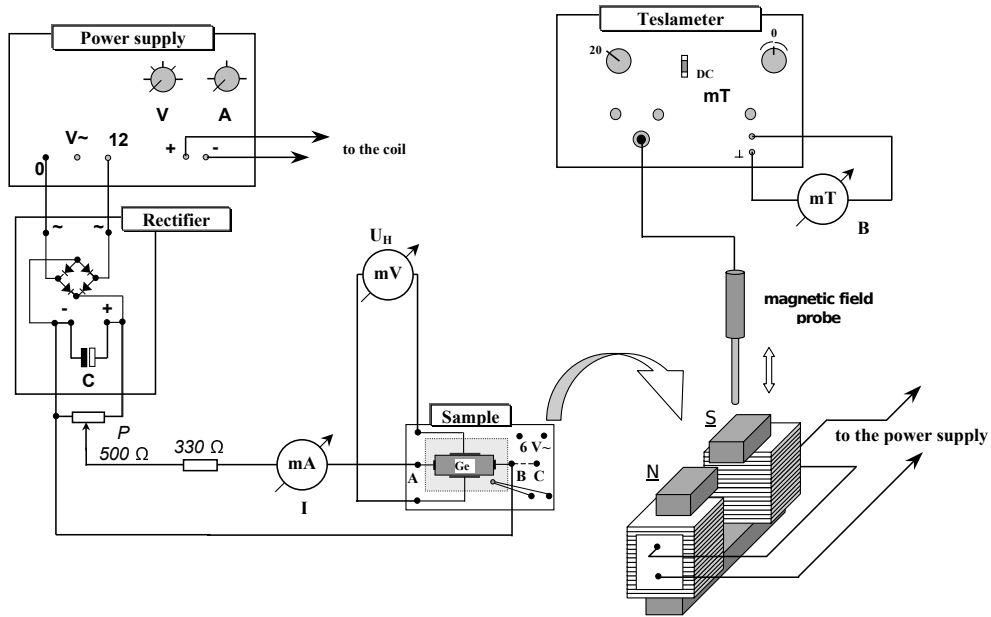 Power supply
V
A
V~
12
+
-
0
to the coil
Rectifier
~
~
-
+
C
P
500 Ω
330 Ω
mA
I
U_H
mV
Sample
6 V~
Ge
A
B
C
Teslameter
20
0
DC
mT
⊥
mT
B
magnetic field
probe
S
N
to the power supply